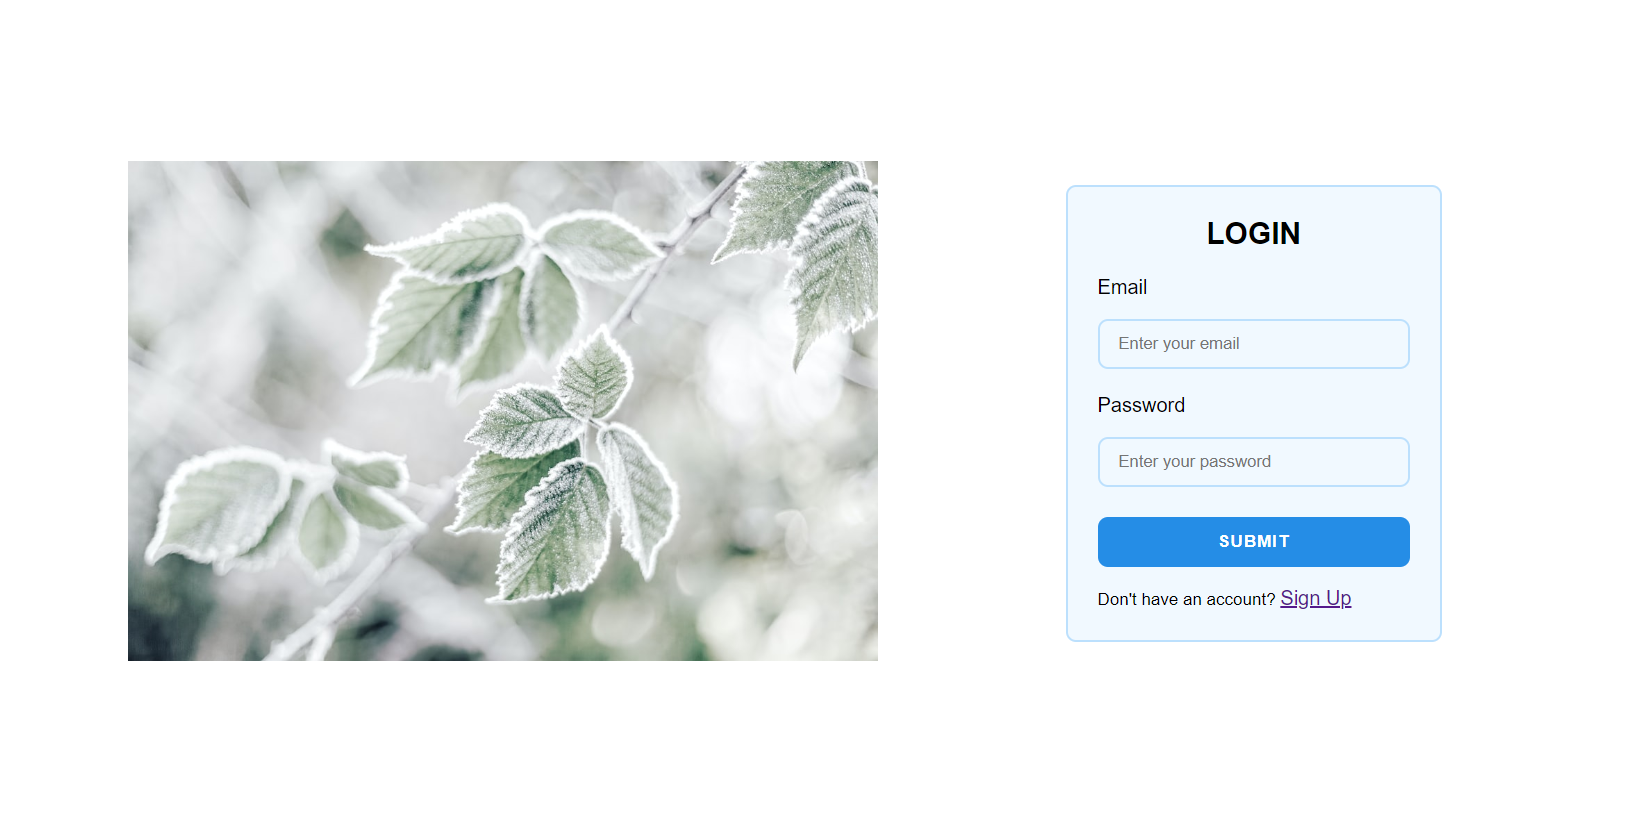 LOGIN
Email
Enter your email
Password
Enter your password
SUBMIT
Don't have an account? Sign Up